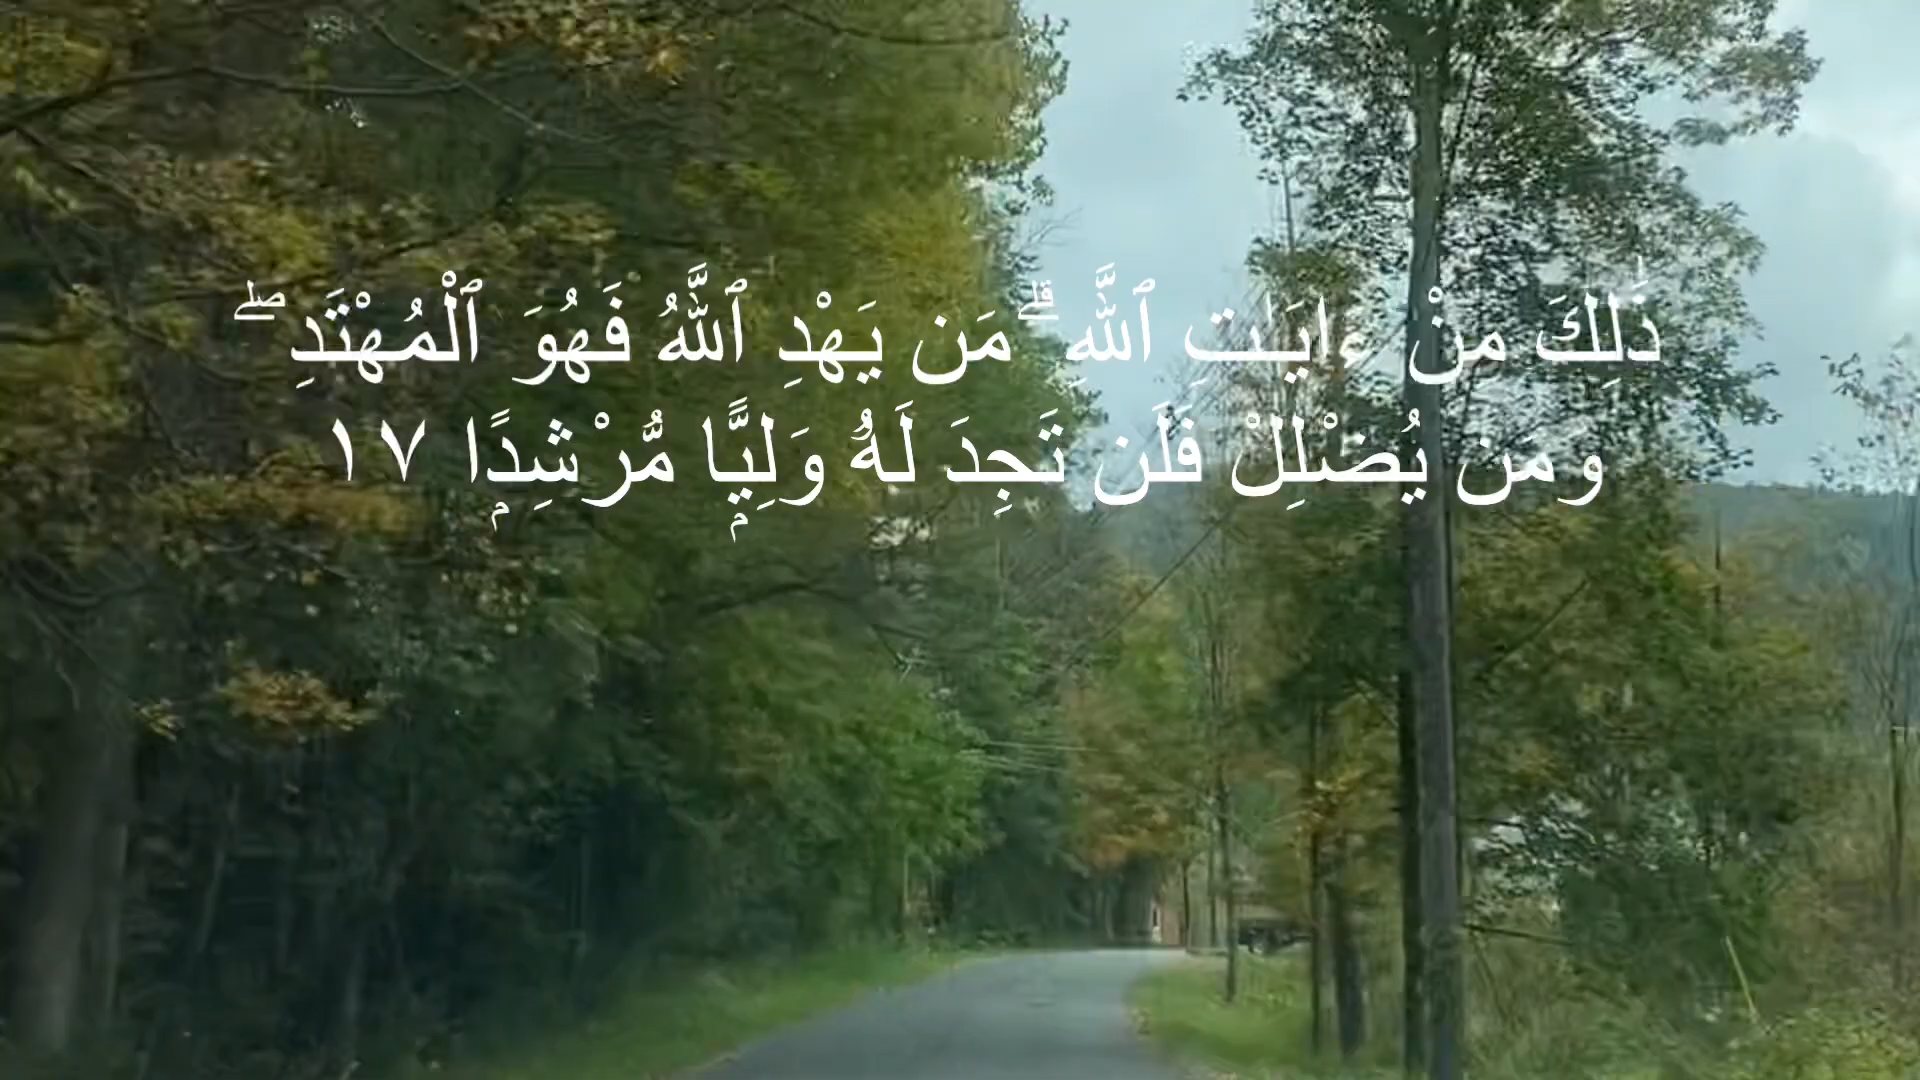 ذَٰلِكَ مِنْ ءَايَـٰتِ ٱللَّهِ ۗ مَن يَهْدِ ٱللَّهُ فَهُوَ ٱلْمُهْتَدِ ۖ
وَمَن يُضْلِلْ فَلَن تَجِدَ لَهُۥ وَلِيًّۭا مُّرْشِدًۭا ١٧